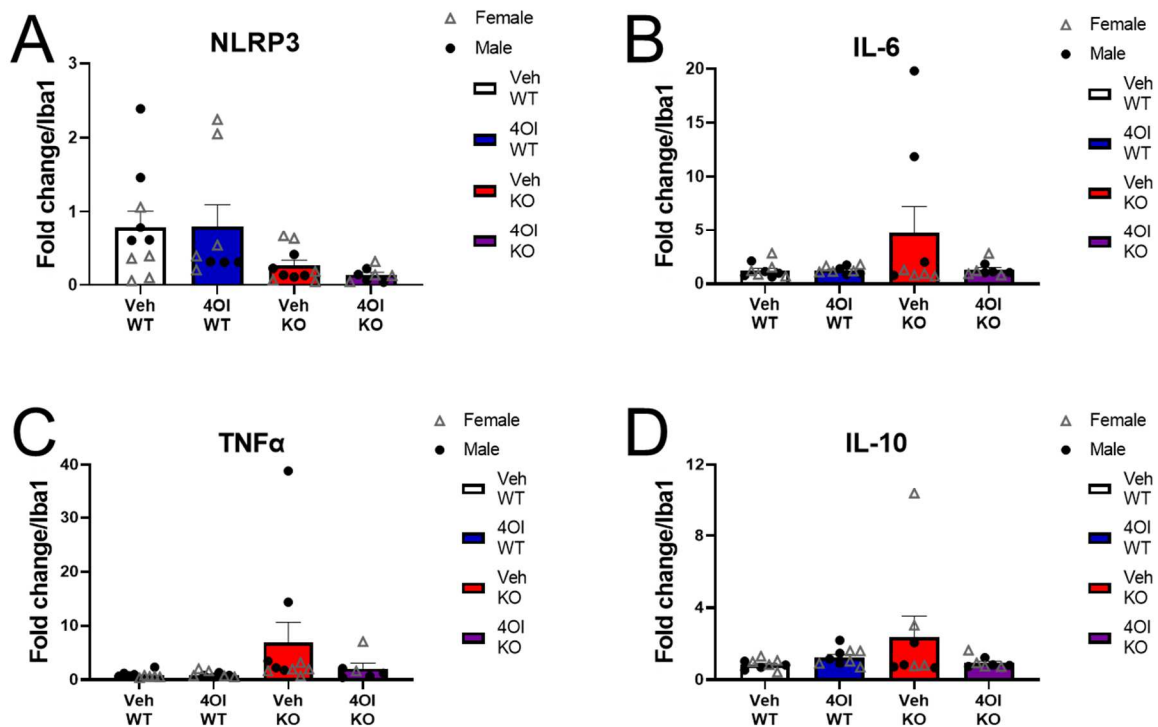 A
NLRP3
Fold change/Iba1
3
2
1
0
Veh
WT
4OI
WT
Veh
KO
4OI
KO
Female
Male
Veh
WT
4OI
WT
Veh
KO
4OI
KO
B
IL-6
Fold change/Iba1
20
15
10
5
0
Veh
WT
4OI
WT
Veh
KO
4OI
KO
Female
Male
Veh
WT
4OI
WT
Veh
KO
4OI
KO
C
TNFα
Fold change/Iba1
40
30
20
10
0
Veh
WT
4OI
WT
Veh
KO
4OI
KO
Female
Male
Veh
WT
4OI
WT
Veh
KO
4OI
KO
D
IL-10
Fold change/Iba1
12
8
4
0
Veh
WT
4OI
WT
Veh
KO
4OI
KO
Female
Male
Veh
WT
4OI
WT
Veh
KO
4OI
KO